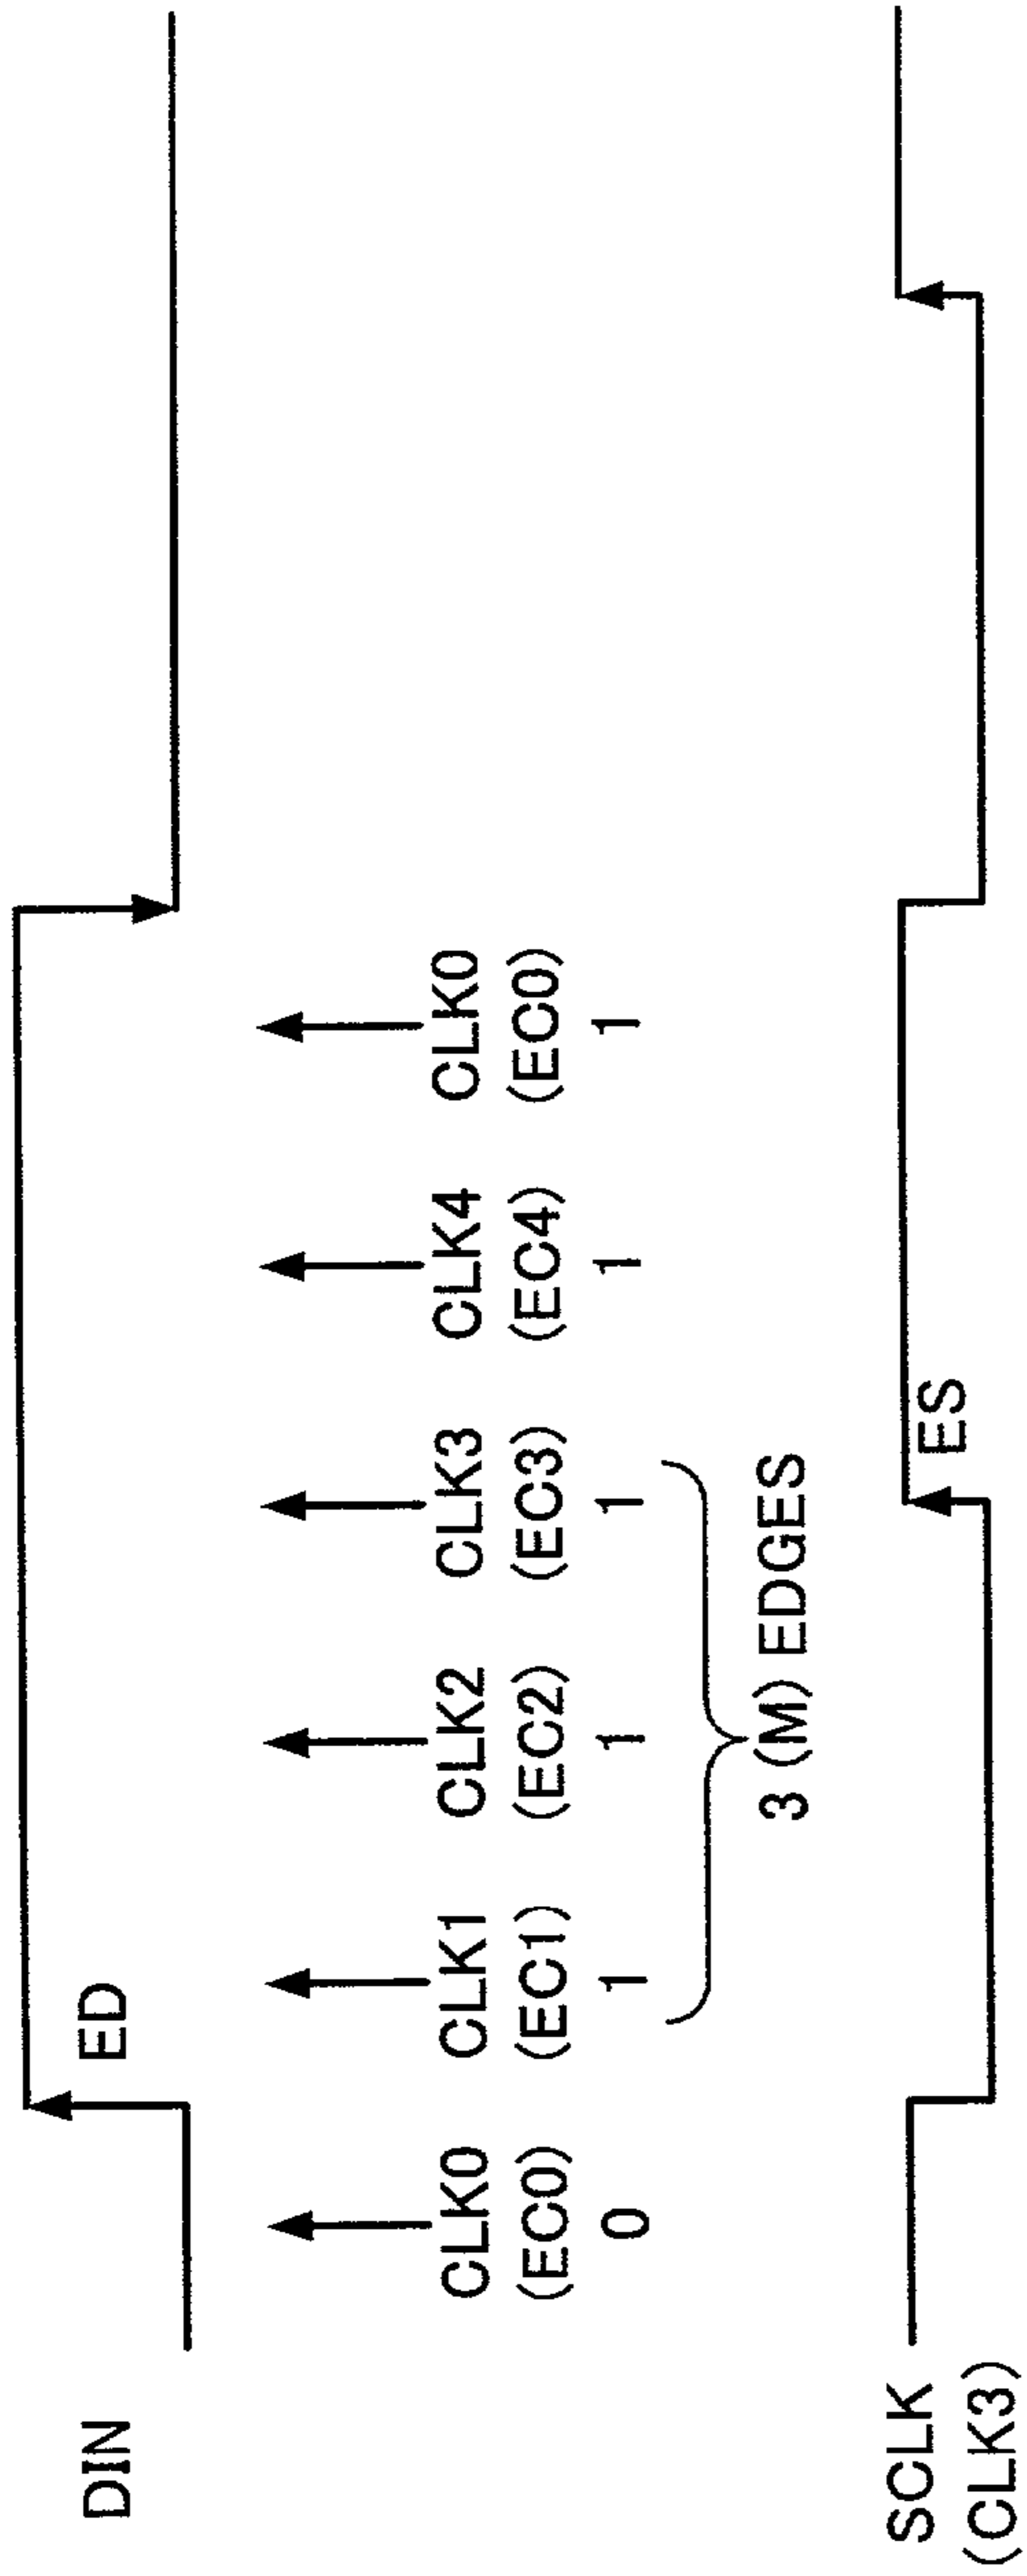 DIN
ED
CLK0
(EC0)
0
CLK1
(EC1)
1
CLK2
(EC2)
1
CLK3
(EC3)
1
CLK4
(EC4)
1
CLK0
(EC0)
1
3 (M) EDGES
ES
SCLK
(CLK3)